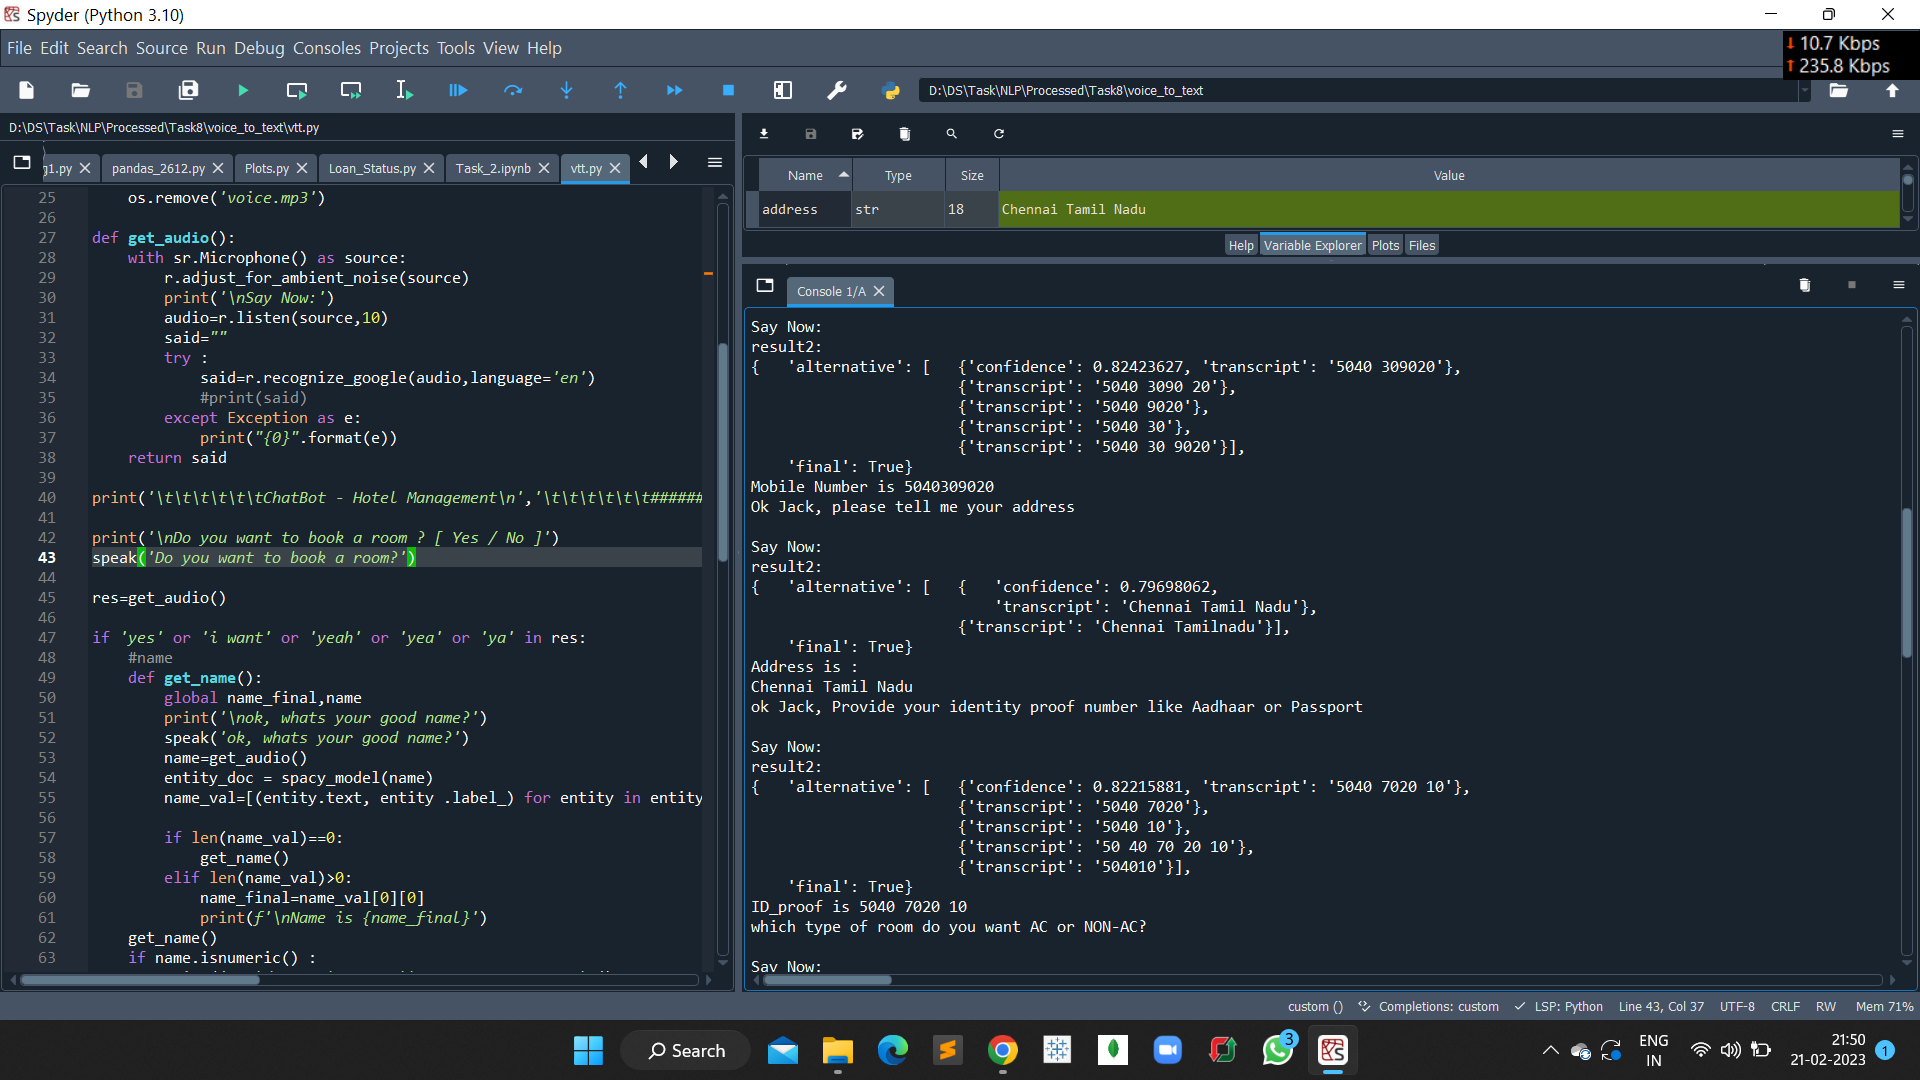 Spyder (Python 3.10)
File Edit Search Source Run Debug Consoles Projects Tools View Help
10.7 Kbps
235.8 Kbps
D:\DS\Task\NLP\Processed\Task8\voice_to_text
D:\DS\Task\NLP\Processed\Task8\voice_to_text\vtt.py
g1.py pandas_2612.py Plots.py Loan_Status.py Task_2.ipynb vtt.py
25 os.remove('voice.mp3')
26
27 def get_audio():
28 with sr.Microphone() as source:
29 r.adjust_for_ambient_noise(source)
30 print('\nSay Now:')
31 audio=r.listen(source,10)
32 said=""
33 try :
34 said=r.recognize_google(audio,language='en')
35 #print(said)
36 except Exception as e:
37 print("{0}".format(e))
38 return said
39
40 print('\t\t\t\t\t\tChatBot - Hotel Management\n','\t\t\t\t\t\t######
41
42 print('\nDo you want to book a room ? [ Yes / No ]')
43 speak('Do you want to book a room?')
44
45 res=get_audio()
46
47 if 'yes' or 'i want' or 'yeah' or 'yea' or 'ya' in res:
48 #name
49 def get_name():
50 global name_final,name
51 print('\nok, whats your good name?')
52 speak('ok, whats your good name?')
53 name=get_audio()
54 entity_doc = spacy_model(name)
55 name_val=[(entity.text, entity .label_) for entity in entity
56
57 if len(name_val)==0:
58 get_name()
59 elif len(name_val)>0:
60 name_final=name_val[0][0]
61 print(f'\nName is {name_final}')
62 get_name()
63 if name.isnumeric() :
Name Type Size Value
address str 18 Chennai Tamil Nadu
Help Variable Explorer Plots Files
Console 1/A
Say Now:
result2:
{ 'alternative': [ {'confidence': 0.82423627, 'transcript': '5040 309020'},
{'transcript': '5040 3090 20'},
{'transcript': '5040 9020'},
{'transcript': '5040 30'},
{'transcript': '5040 30 9020'}],
'final': True}
Mobile Number is 5040309020
Ok Jack, please tell me your address
Say Now:
result2:
{ 'alternative': [ { 'confidence': 0.79698062,
'transcript': 'Chennai Tamil Nadu'},
{'transcript': 'Chennai Tamilnadu'}],
'final': True}
Address is :
Chennai Tamil Nadu
ok Jack, Provide your identity proof number like Aadhaar or Passport
Say Now:
result2:
{ 'alternative': [ {'confidence': 0.82215881, 'transcript': '5040 7020 10'},
{'transcript': '5040 7020'},
{'transcript': '5040 10'},
{'transcript': '50 40 70 20 10'},
{'transcript': '504010'}],
'final': True}
ID_proof is 5040 7020 10
which type of room do you want AC or NON-AC?
Say Now:
custom () Completions: custom LSP: Python Line 43, Col 37 UTF-8 CRLF RW Mem 71%
Search
3
ENG
IN
21:50
21-02-2023
1